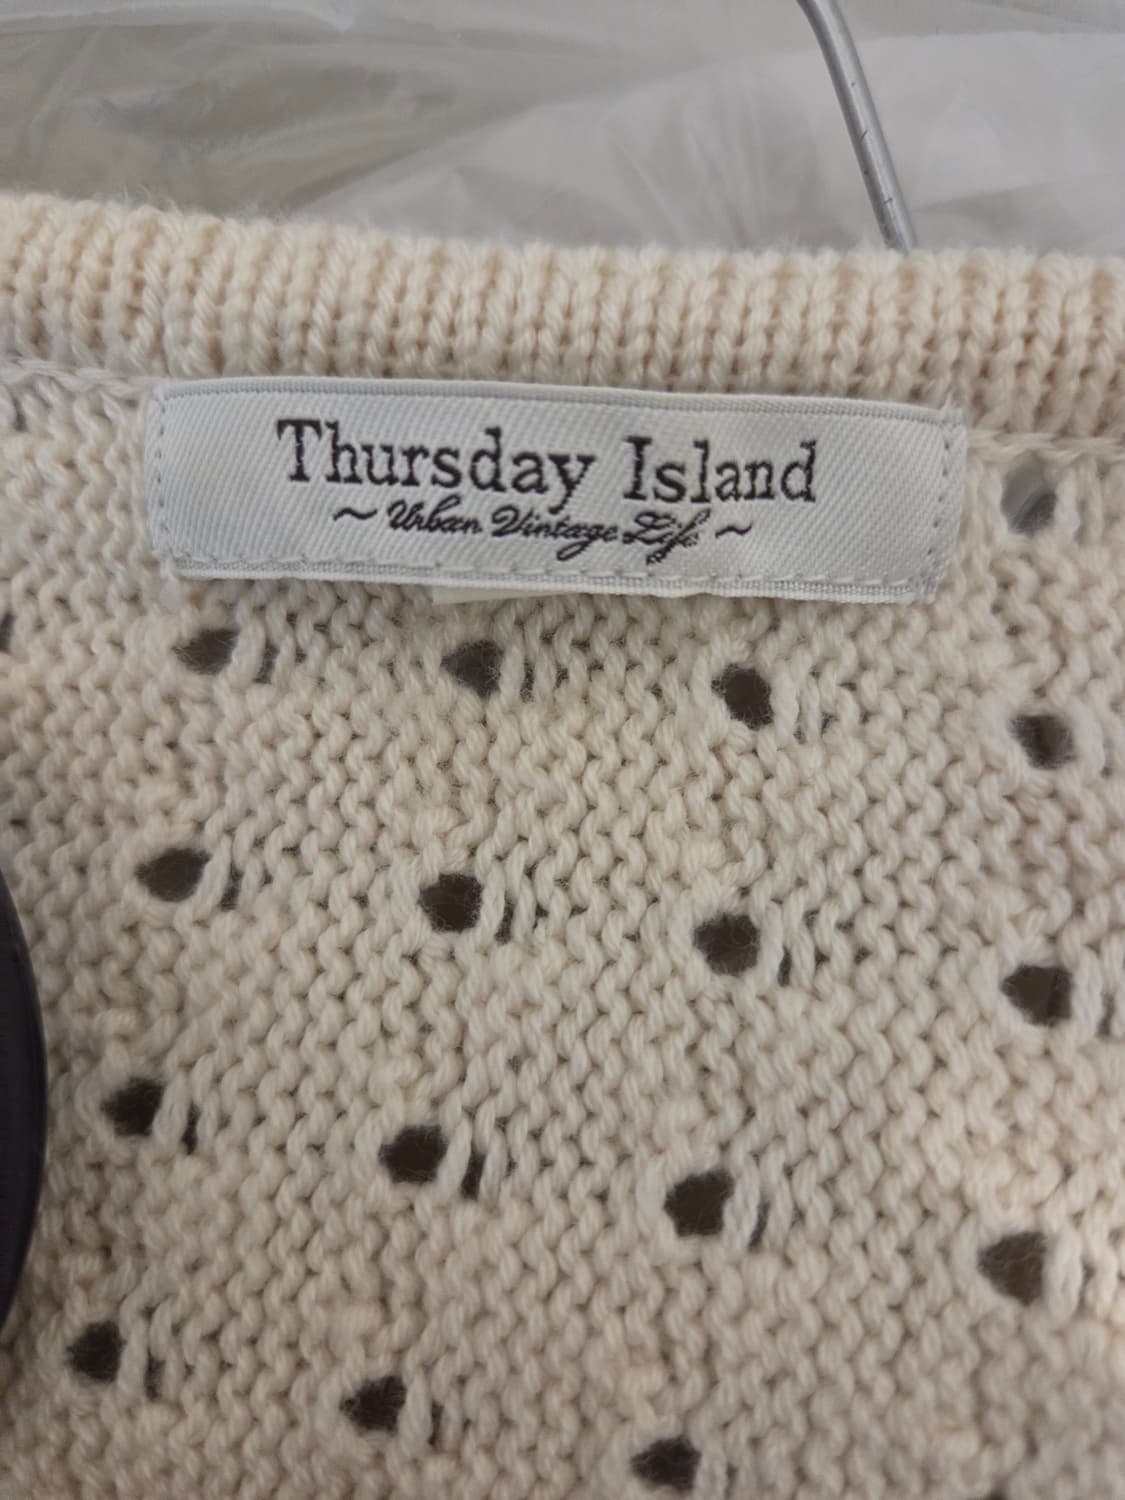 Thursday Island
~ Urban Vintage Life ~